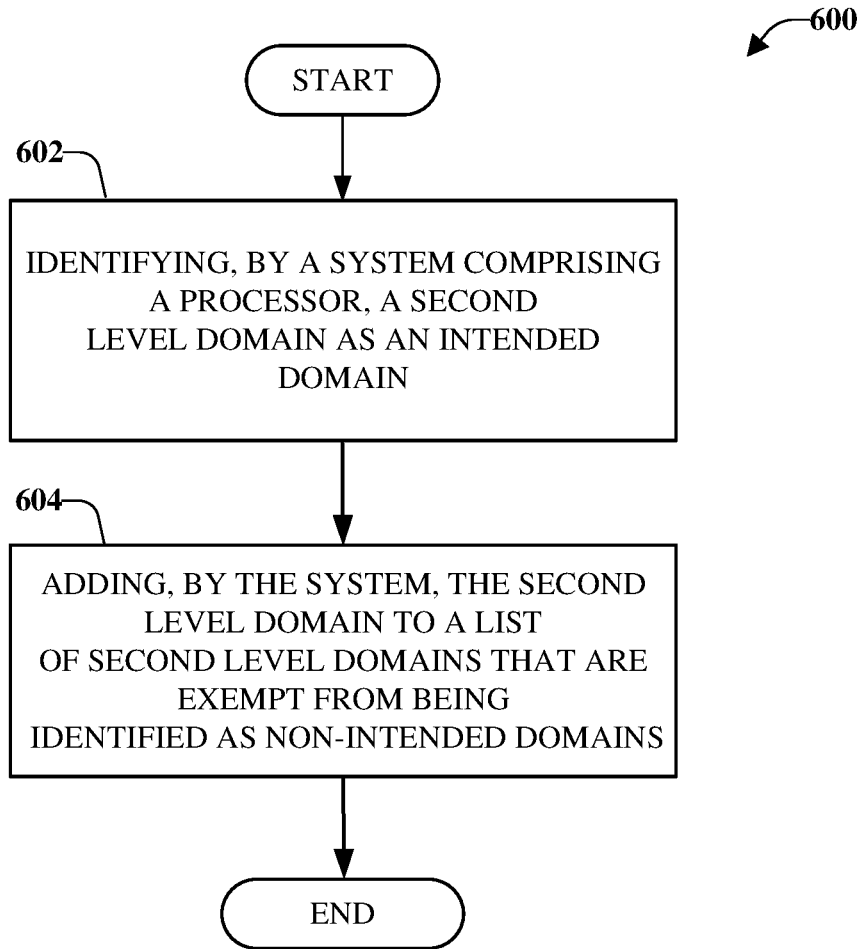 600
START
602
IDENTIFYING, BY A SYSTEM COMPRISING
A PROCESSOR, A SECOND
LEVEL DOMAIN AS AN INTENDED
DOMAIN
604
ADDING, BY THE SYSTEM, THE SECOND
LEVEL DOMAIN TO A LIST
OF SECOND LEVEL DOMAINS THAT ARE
EXEMPT FROM BEING
IDENTIFIED AS NON-INTENDED DOMAINS
END